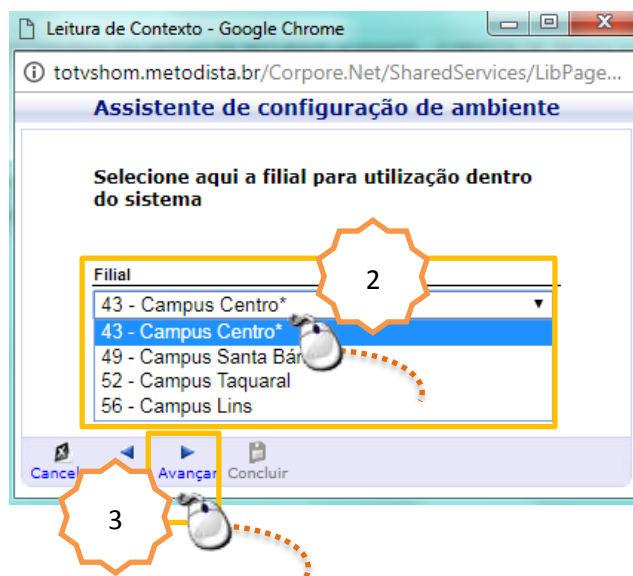 Leitura de Contexto - Google Chrome
totvshom.metodista.br/Corpore.Net/SharedServices/LibPage...
Assistente de configuração de ambiente
Selecione aqui a filial para utilização dentro
do sistema
2
Filial
43 - Campus Centro*
43 - Campus Centro*
49 - Campus Santa
52 - Campus Taquaral
56 - Campus Lins
Avançar Concluir
3